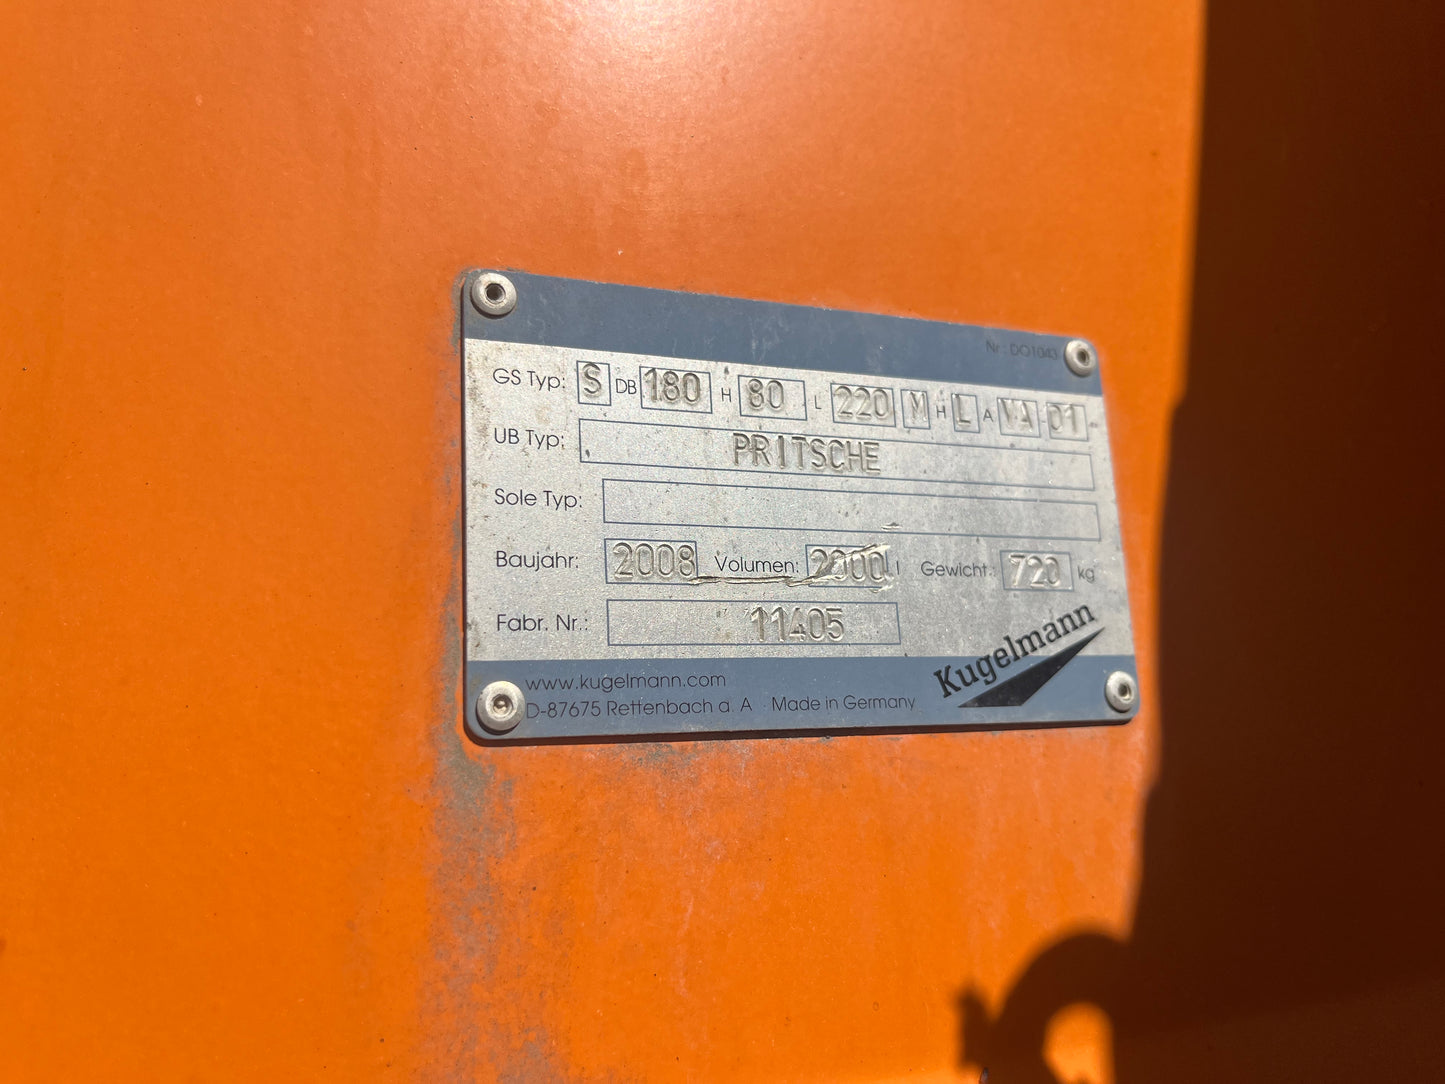 Nr.: DO1043
GS Typ: S DB 180 H 80 L 220 M H L A VA 01
UB Typ: PRITSCHE
Sole Typ:
Baujahr: 2008 Volumen: 2000 l Gewicht: 720 kg
Fabr. Nr.: 11405
Kugelmann
www.kugelmann.com
D-87675 Rettenbach a. A · Made in Germany